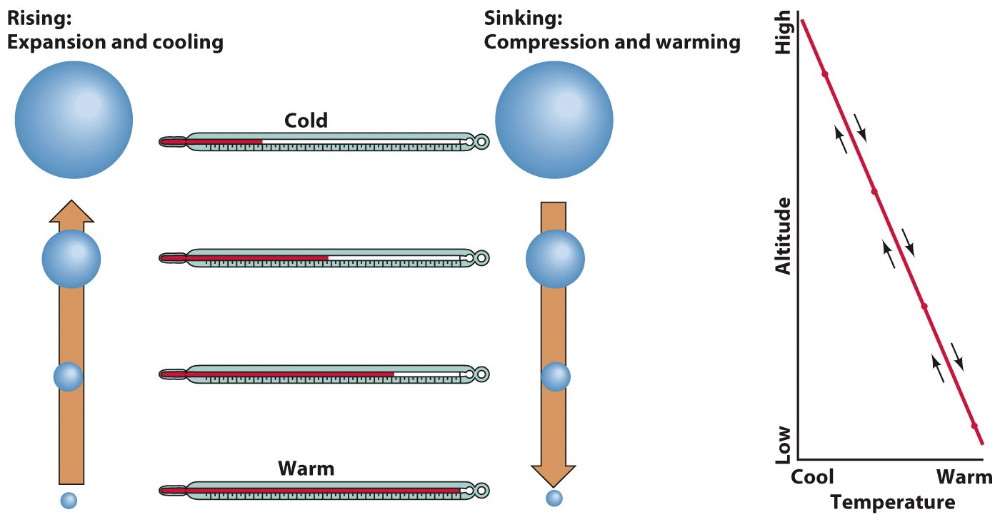 Rising:
Expansion and cooling
Sinking:
Compression and warming
Cold
Warm
High
Altitude
Low
Cool
Warm
Temperature